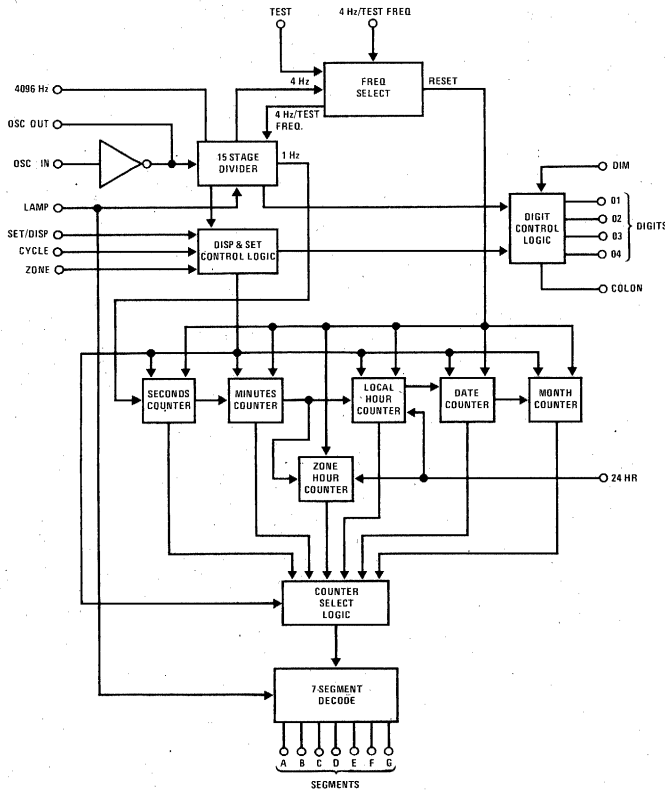 TEST
4 Hz/TEST FREQ
4096 Hz
4 Hz
FREQ
SELECT
RESET
OSC OUT
4 Hz/TEST
FREQ.
OSC IN
15 STAGE
DIVIDER
1 Hz
DIM
LAMP
SET/DISP
CYCLE
ZONE
DISP & SET
CONTROL LOGIC
DIGIT
CONTROL
LOGIC
01
02
03
04
DIGITS
COLON
SECONDS
COUNTER
MINUTES
COUNTER
LOCAL
HOUR
COUNTER
DATE
COUNTER
MONTH
COUNTER
ZONE
HOUR
COUNTER
24 HR
COUNTER
SELECT
LOGIC
7-SEGMENT
DECODE
A B C D E F G
SEGMENTS